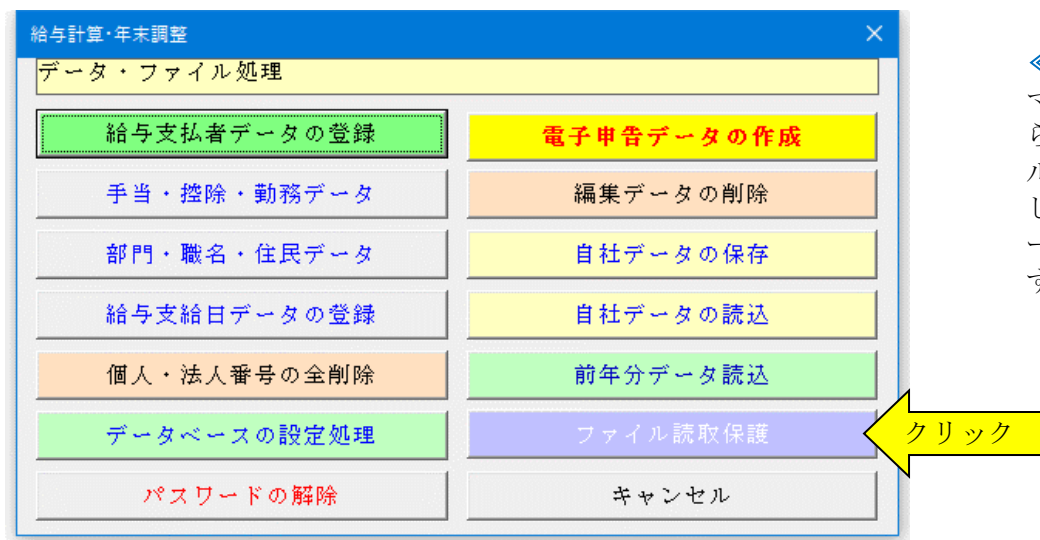 給与計算・年末調整
データ・ファイル処理
給与支払者データの登録
電子申告データの作成
手当・控除・勤務データ
編集データの削除
部門・職名・住民データ
自社データの保存
給与支給日データの登録
自社データの読込
個人・法人番号の全削除
前年分データ読込
データベースの設定処理
ファイル読取保護
パスワードの解除
キャンセル
クリック
≪
マ
ら
ル
し
ー
す